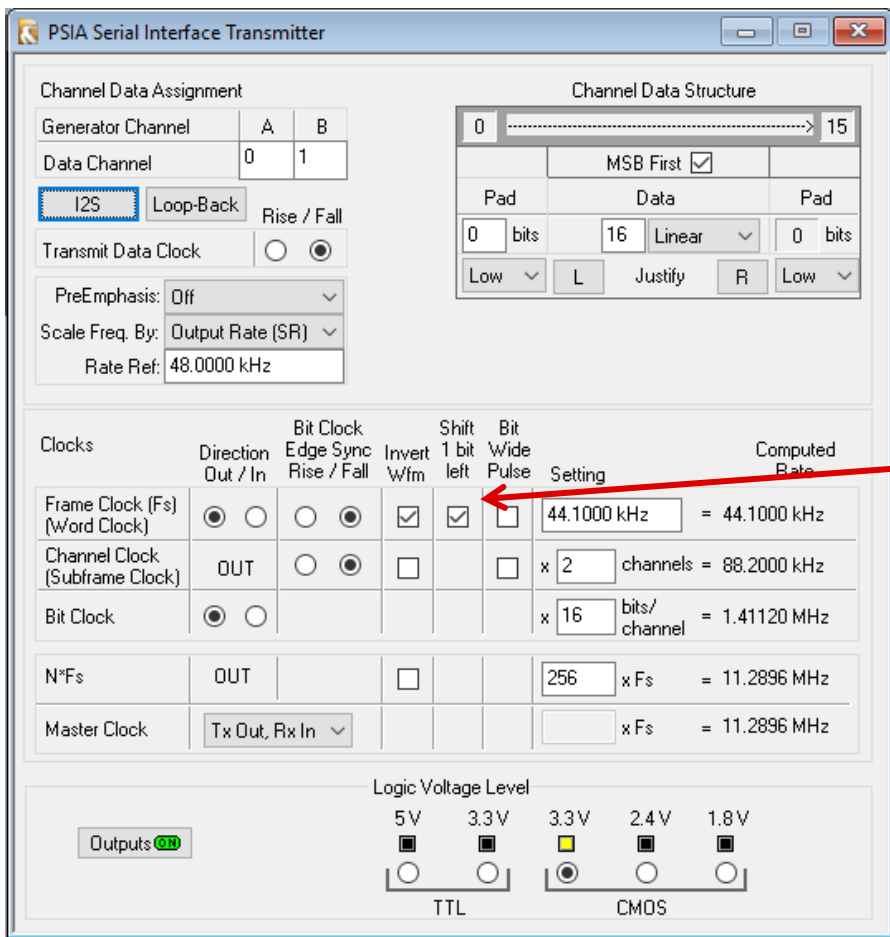 PSIA Serial Interface Transmitter
Channel Data Assignment
Generator Channel A B
Data Channel 0 1
I2S Loop-Back Rise / Fall
Transmit Data Clock
PreEmphasis: Off
Scale Freq. By: Output Rate (SR)
Rate Ref: 48.0000 kHz
Channel Data Structure
0 ---> 15
MSB First
Pad Data Pad
0 bits 16 Linear 0 bits
Low L Justify R Low
Clocks
Direction Out / In
Bit Clock Edge Sync Rise / Fall
Invert Wfm
Shift 1 bit left
Bit Wide Pulse
Setting
Computed Rate
Frame Clock (Fs) (Word Clock) 44.1000 kHz = 44.1000 kHz
Channel Clock (Subframe Clock) OUT x 2 channels = 88.2000 kHz
Bit Clock x 16 bits/channel = 1.41120 MHz
N*Fs OUT 256 x Fs = 11.2896 MHz
Master Clock Tx Out, Rx In x Fs = 11.2896 MHz
Logic Voltage Level
5 V 3.3 V 3.3 V 2.4 V 1.8 V
Outputs ON
TTL CMOS